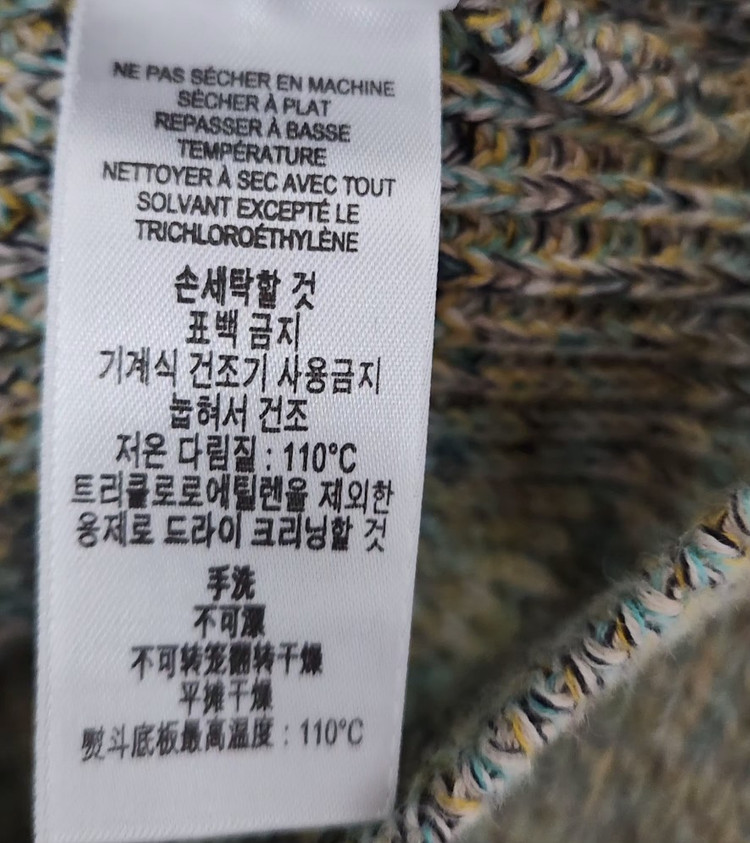 NE PAS SÉCHER EN MACHINE
SÉCHER À PLAT
REPASSER À BASSE
TEMPÉRATURE
NETTOYER À SEC AVEC TOUT
SOLVANT EXCEPTÉ LE
TRICHLOROÉTHYLÈNE
손세탁할 것
표백 금지
기계식 건조기 사용금지
눕혀서 건조
저온 다림질 : 110°C
트리클로로에틸렌을 제외한
용제로 드라이 크리닝할 것
手洗
不可漂
不可转笼翻转干燥
平摊干燥
熨斗底板最高温度 : 110°C